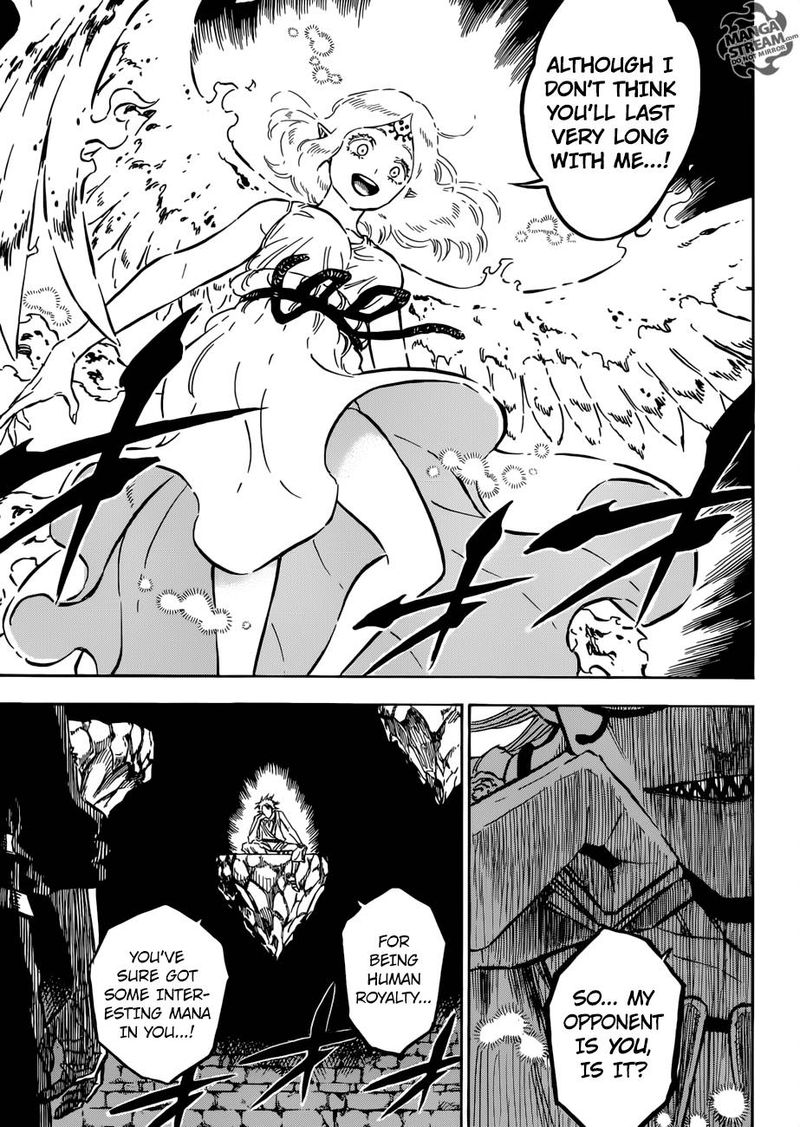 MANGA
STREAM.com
DO NOT MIRROR
ALTHOUGH I
DON'T THINK
YOU'LL LAST
VERY LONG
WITH ME...!
SO... MY
OPPONENT
IS YOU,
IS IT?
FOR
BEING
HUMAN
ROYALTY...
YOU'VE
SURE GOT
SOME INTER-
ESTING MANA
IN YOU...!